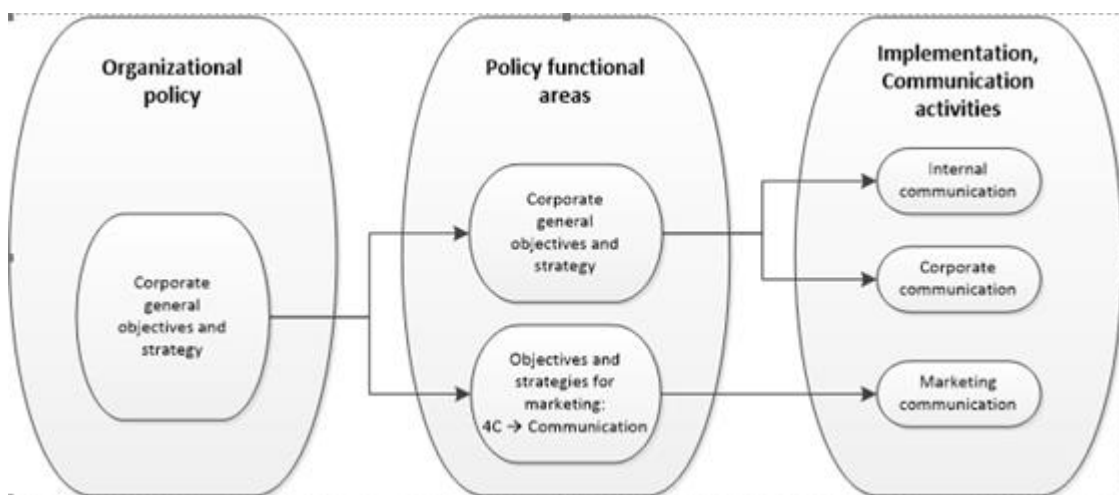 Organizational
policy
Corporate
general
objectives and
strategy
Policy functional
areas
Corporate
general
objectives and
strategy
Objectives and
strategies for
marketing:
4C → Communication
Implementation,
Communication
activities
Internal
communication
Corporate
communication
Marketing
communication